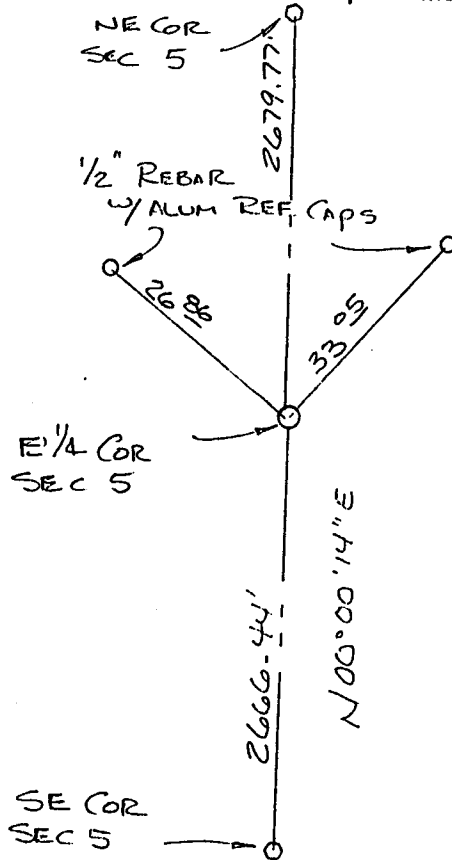 NE COR
SEC 5
2679.77'
1/2" REBAR
W/ ALUM REF. CAPS
26 86
33 05
E 1/4 COR
SEC 5
N 00° 00' 14" E
2666.44'
SE COR
SEC 5